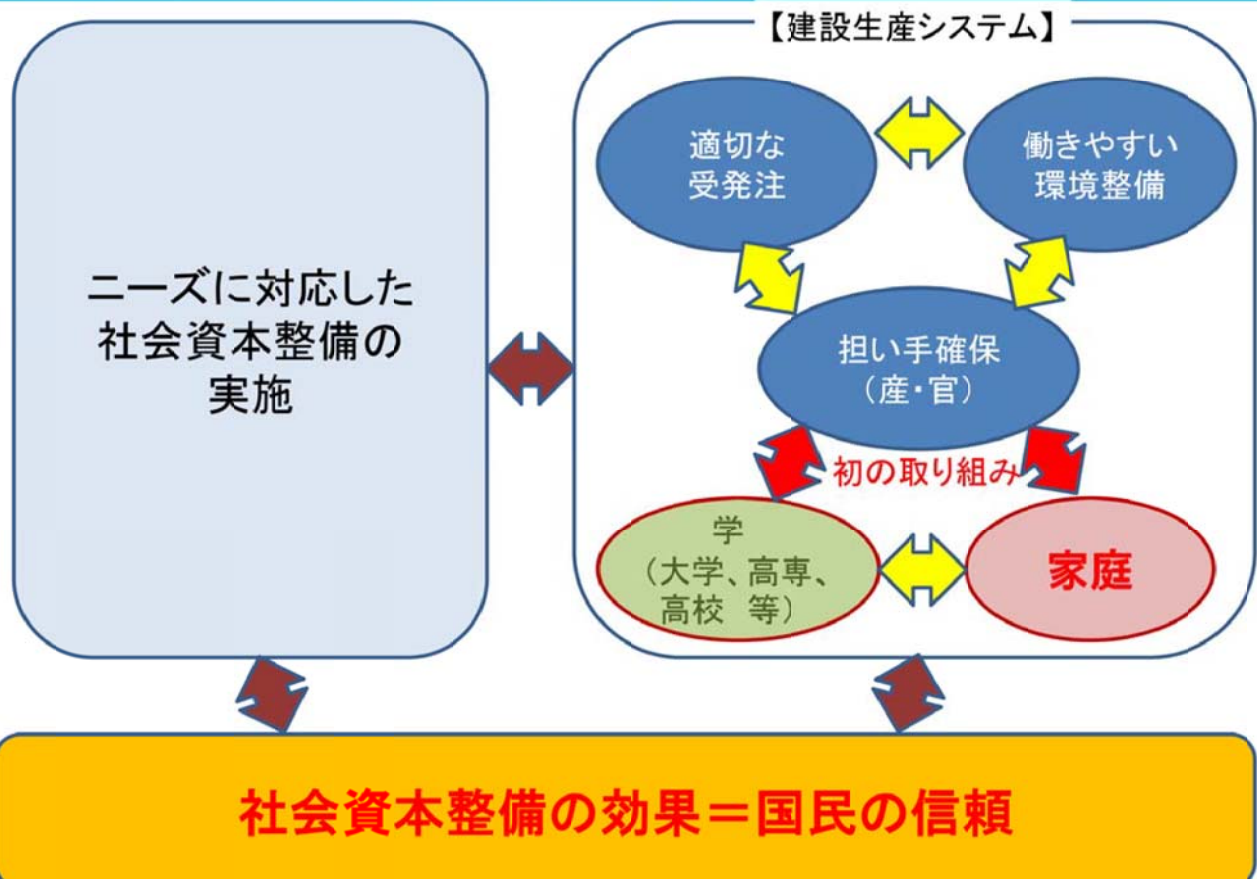 【建設生産システム】
適切な
受発注
働きやすい
環境整備
ニーズに対応した
社会資本整備の
実施
担い手確保
（産・官）
初の取り組み
学
（大学、高専、
高校　等）
家庭
社会資本整備の効果＝国民の信頼